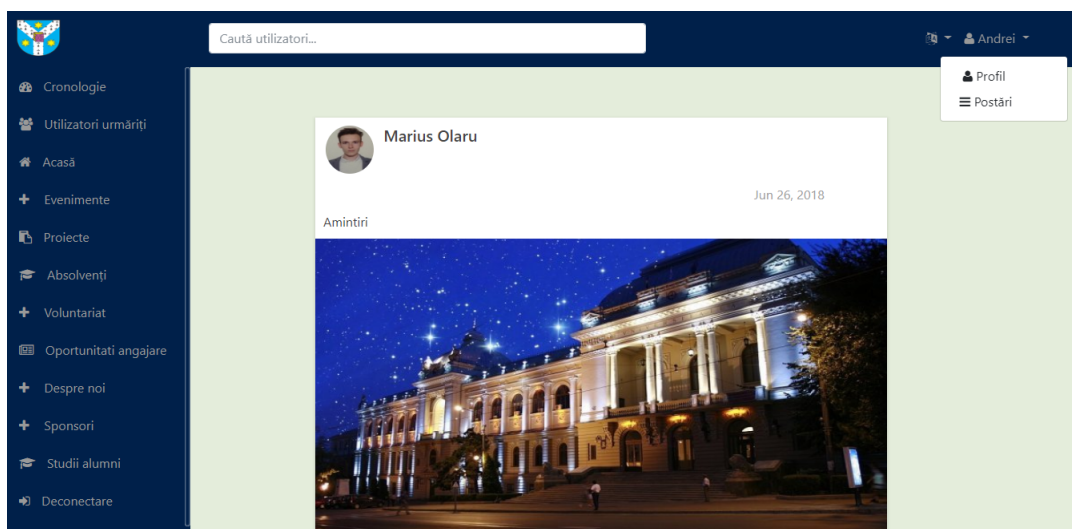 Caută utilizatori...
Andrei
Profil
Postări
Cronologie
Utilizatori urmăriți
Acasă
Evenimente
Proiecte
Absolvenți
Voluntariat
Oportunitati angajare
Despre noi
Sponsori
Studii alumni
Deconectare
Marius Olaru
Jun 26, 2018
Amintiri